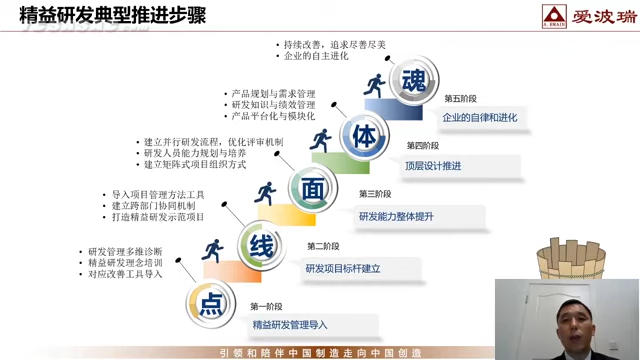 精益研发典型推进步骤
爱波瑞
A. BRAIN
• 持续改善，追求尽善尽美
• 企业的自主进化
魂
第五阶段
企业的自律和进化
• 产品规划与需求管理
• 研发知识与绩效管理
• 产品平台化与模块化
体
第四阶段
顶层设计推进
• 建立并行研发流程，优化评审机制
• 研发人员能力规划与培养
• 建立矩阵式项目组织方式
面
第三阶段
研发能力整体提升
• 导入项目管理方法工具
• 建立跨部门协同机制
• 打造精益研发示范项目
线
第二阶段
研发项目标杆建立
• 研发管理多维诊断
• 精益研发理念培训
• 对应改善工具导入
点
第一阶段
精益研发管理导入
引领和陪伴中国制造走向中国创造